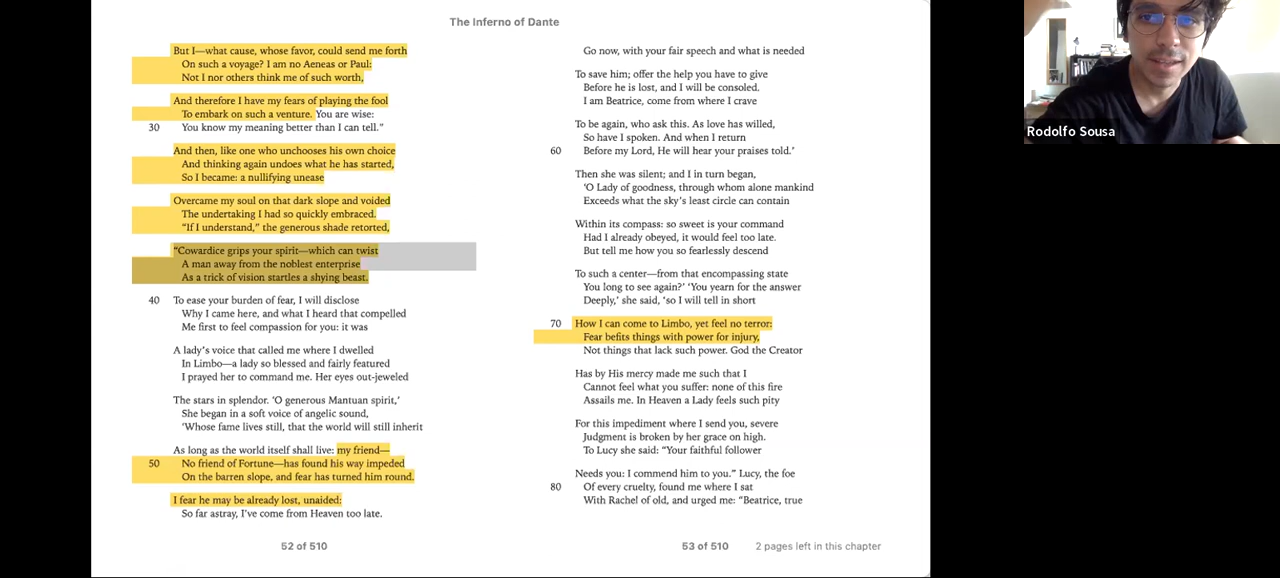 The Inferno of Dante
But I—what cause, whose favor, could send me forth
On such a voyage? I am no Aeneas or Paul:
Not I nor others think me of such worth,
And therefore I have my fears of playing the fool
To embark on such a venture. You are wise:
30 You know my meaning better than I can tell.”
And then, like one who unchooses his own choice
And thinking again undoes what he has started,
So I became: a nullifying unease
Overcame my soul on that dark slope and voided
The undertaking I had so quickly embraced.
“If I understand,” the generous shade retorted,
“Cowardice grips your spirit—which can twist
A man away from the noblest enterprise
As a trick of vision startles a shying beast.
40 To ease your burden of fear, I will disclose
Why I came here, and what I heard that compelled
Me first to feel compassion for you: it was
A lady’s voice that called me where I dwelled
In Limbo—a lady so blessed and fairly featured
I prayed her to command me. Her eyes out-jeweled
The stars in splendor. ‘O generous Mantuan spirit,’
She began in a soft voice of angelic sound,
‘Whose fame lives still, that the world will still inherit
As long as the world itself shall live: my friend—
50 No friend of Fortune—has found his way impeded
On the barren slope, and fear has turned him round.
I fear he may be already lost, unaided:
So far astray, I’ve come from Heaven too late.
52 of 510
Go now, with your fair speech and what is needed
To save him; offer the help you have to give
Before he is lost, and I will be consoled.
I am Beatrice, come from where I crave
To be again, who ask this. As love has willed,
So have I spoken. And when I return
60 Before my Lord, He will hear your praises told.’
Then she was silent; and I in turn began,
‘O Lady of goodness, through whom alone mankind
Exceeds what the sky’s least circle can contain
Within its compass: so sweet is your command
Had I already obeyed, it would feel too late.
But tell me how you so fearlessly descend
To such a center—from that encompassing state
You long to see again?’ ‘You yearn for the answer
Deeply,’ she said, ‘so I will tell in short
70 How I can come to Limbo, yet feel no terror:
Fear befits things with power for injury,
Not things that lack such power. God the Creator
Has by His mercy made me such that I
Cannot feel what you suffer: none of this fire
Assails me. In Heaven a Lady feels such pity
For this impediment where I send you, severe
Judgment is broken by her grace on high.
To Lucy she said: “Your faithful follower
Needs you: I commend him to you.” Lucy, the foe
80 Of every cruelty, found me where I sat
With Rachel of old, and urged me: “Beatrice, true
53 of 510
2 pages left in this chapter
Rodolfo Sousa